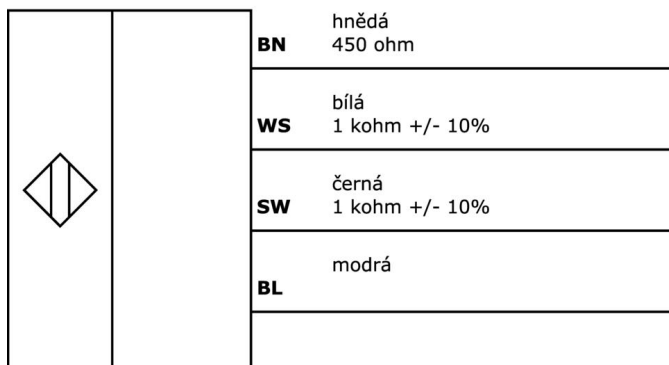 hnědá
BN 450 ohm
bílá
WS 1 kohm +/- 10%
černá
SW 1 kohm +/- 10%
modrá
BL